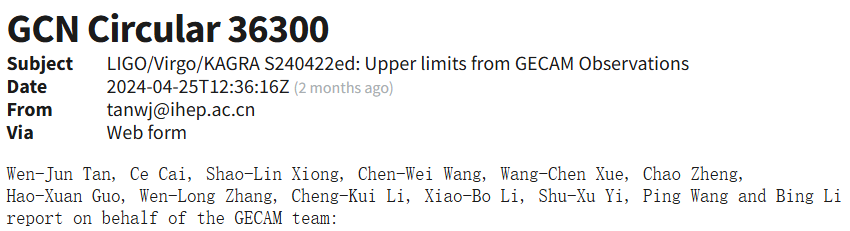 GCN Circular 36300
Subject LIGO/Virgo/KAGRA S240422ed: Upper limits from GECAM Observations
Date 2024-04-25T12:36:16Z (2 months ago)
From tanwj@ihep.ac.cn
Via Web form
Wen-Jun Tan, Ce Cai, Shao-Lin Xiong, Chen-Wei Wang, Wang-Chen Xue, Chao Zheng,
Hao-Xuan Guo, Wen-Long Zhang, Cheng-Kui Li, Xiao-Bo Li, Shu-Xu Yi, Ping Wang and Bing Li
report on behalf of the GECAM team: